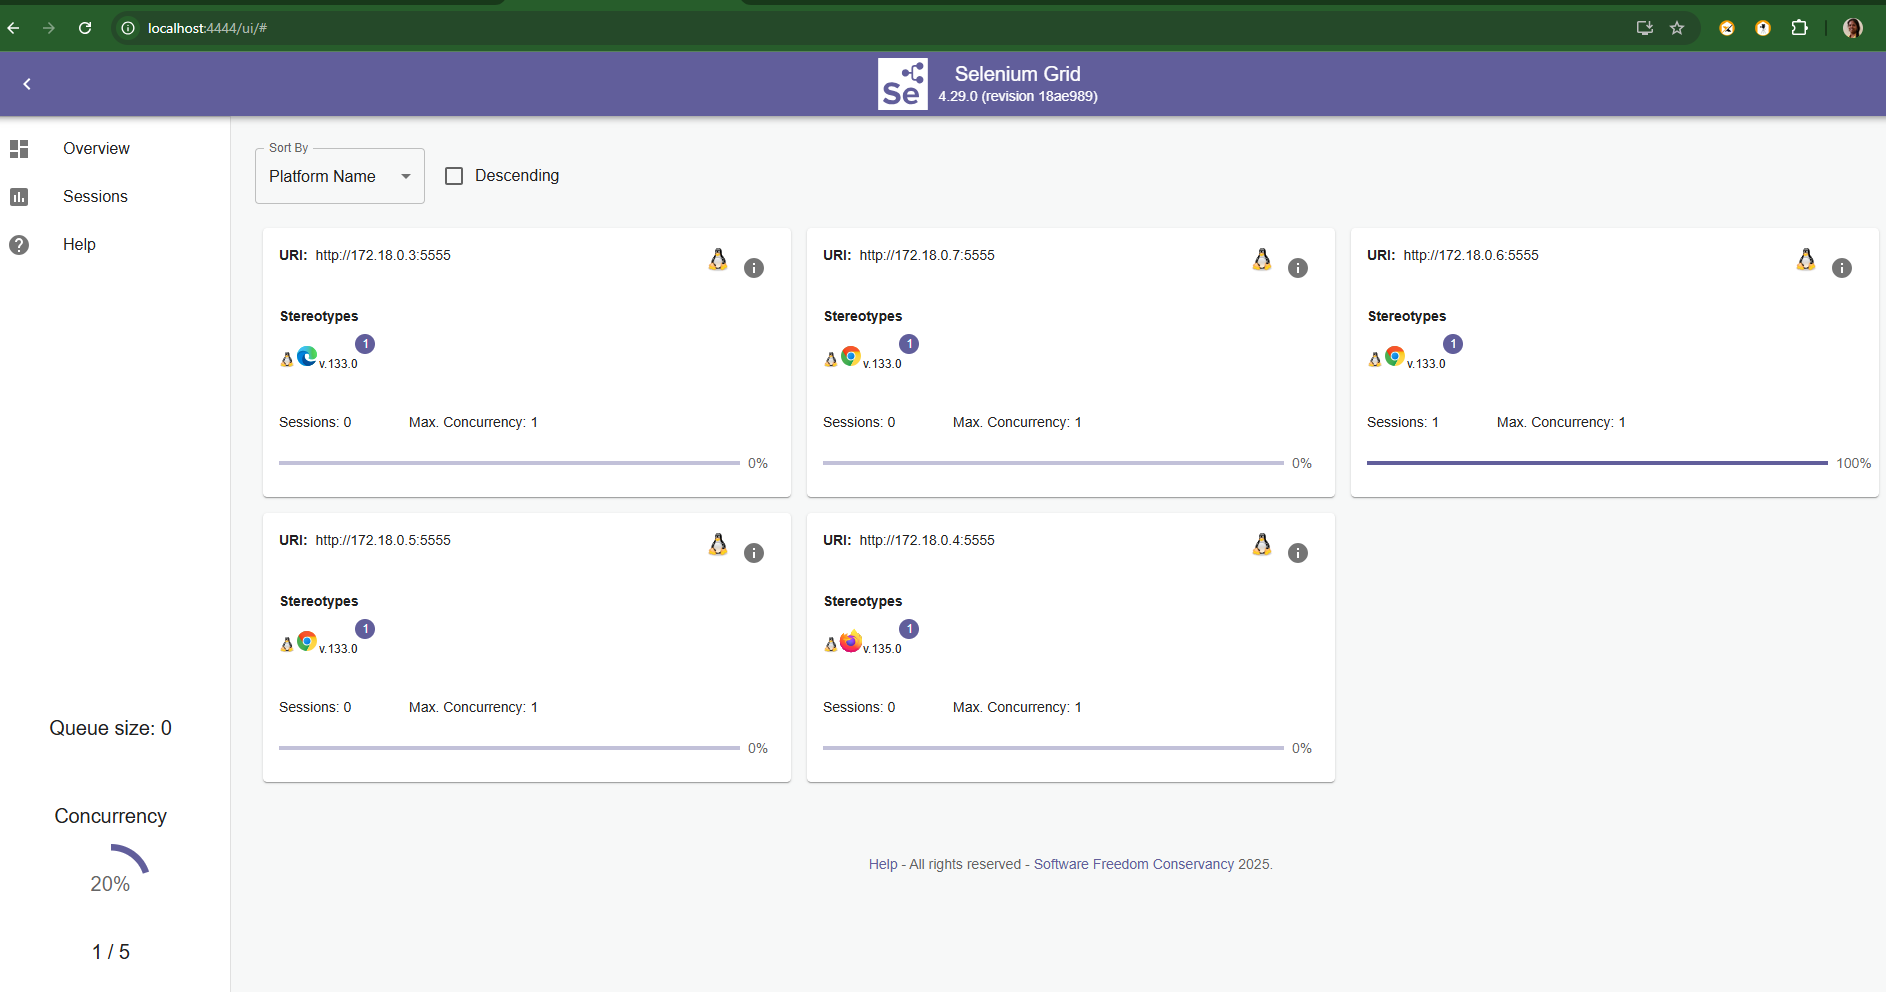 localhost:4444/ui/#
Se
Selenium Grid
4.29.0 (revision 18ae989)
Overview
Sessions
Help
Queue size: 0
Concurrency
20%
1 / 5
Sort By
Platform Name
Descending
URI: http://172.18.0.3:5555
Stereotypes
1
v.133.0
Sessions: 0 Max. Concurrency: 1
0%
URI: http://172.18.0.7:5555
Stereotypes
1
v.133.0
Sessions: 0 Max. Concurrency: 1
0%
URI: http://172.18.0.6:5555
Stereotypes
1
v.133.0
Sessions: 1 Max. Concurrency: 1
100%
URI: http://172.18.0.5:5555
Stereotypes
1
v.133.0
Sessions: 0 Max. Concurrency: 1
0%
URI: http://172.18.0.4:5555
Stereotypes
1
v.135.0
Sessions: 0 Max. Concurrency: 1
0%
Help - All rights reserved - Software Freedom Conservancy 2025.